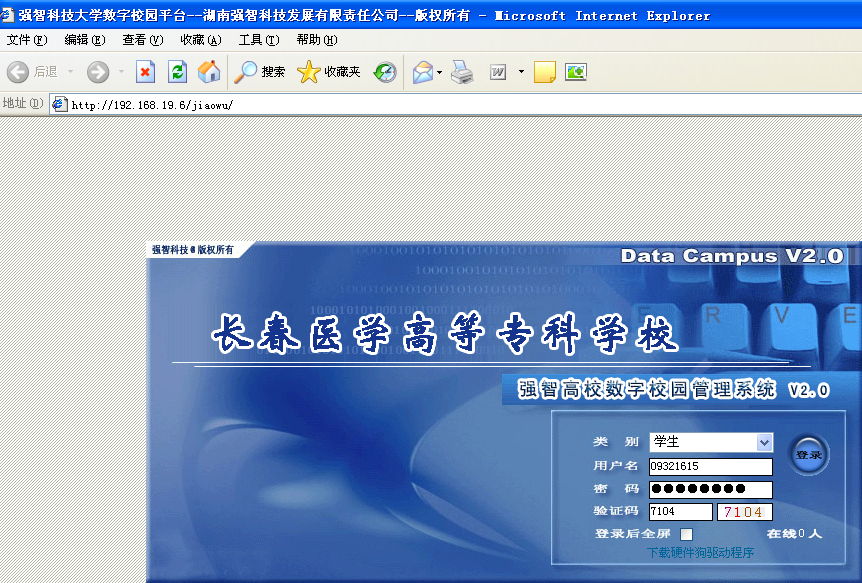 强智科技大学数字校园平台--湖南强智科技发展有限责任公司--版权所有 - Microsoft Internet Explorer
文件(F) 编辑(E) 查看(V) 收藏(A) 工具(T) 帮助(H)
后退 搜索 收藏夹 W
地址(D) http://192.168.19.6/jiaowu/
强智科技@版权所有
Data Campus V2.0
长春医学高等专科学校
R V E
强智高校数字校园管理系统 V2.0
类 别 学生
用户名 09321615
登录
密 码 ●●●●●●●●
验证码 7104 7104
登录后全屏 在线0人
下载硬件狗驱动程序